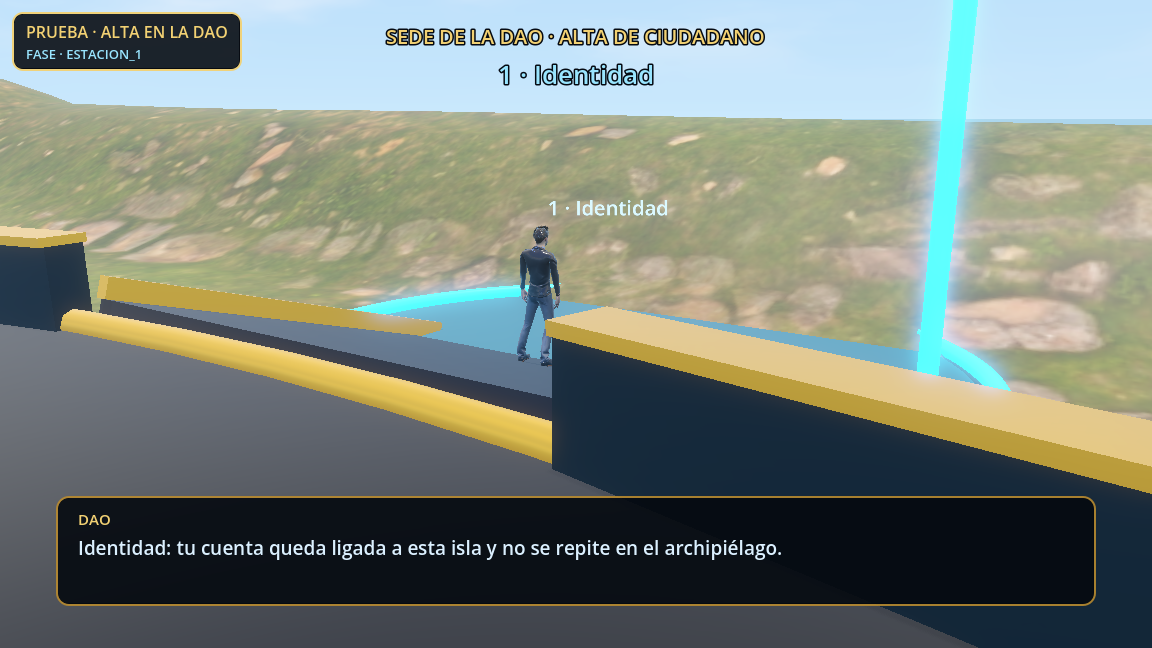 PRUEBA · ALTA EN LA DAO
FASE · ESTACION_1
SEDE DE LA DAO · ALTA DE CIUDADANO
1 · Identidad
1 · Identidad
DAO
Identidad: tu cuenta queda ligada a esta isla y no se repite en el archipiélago.